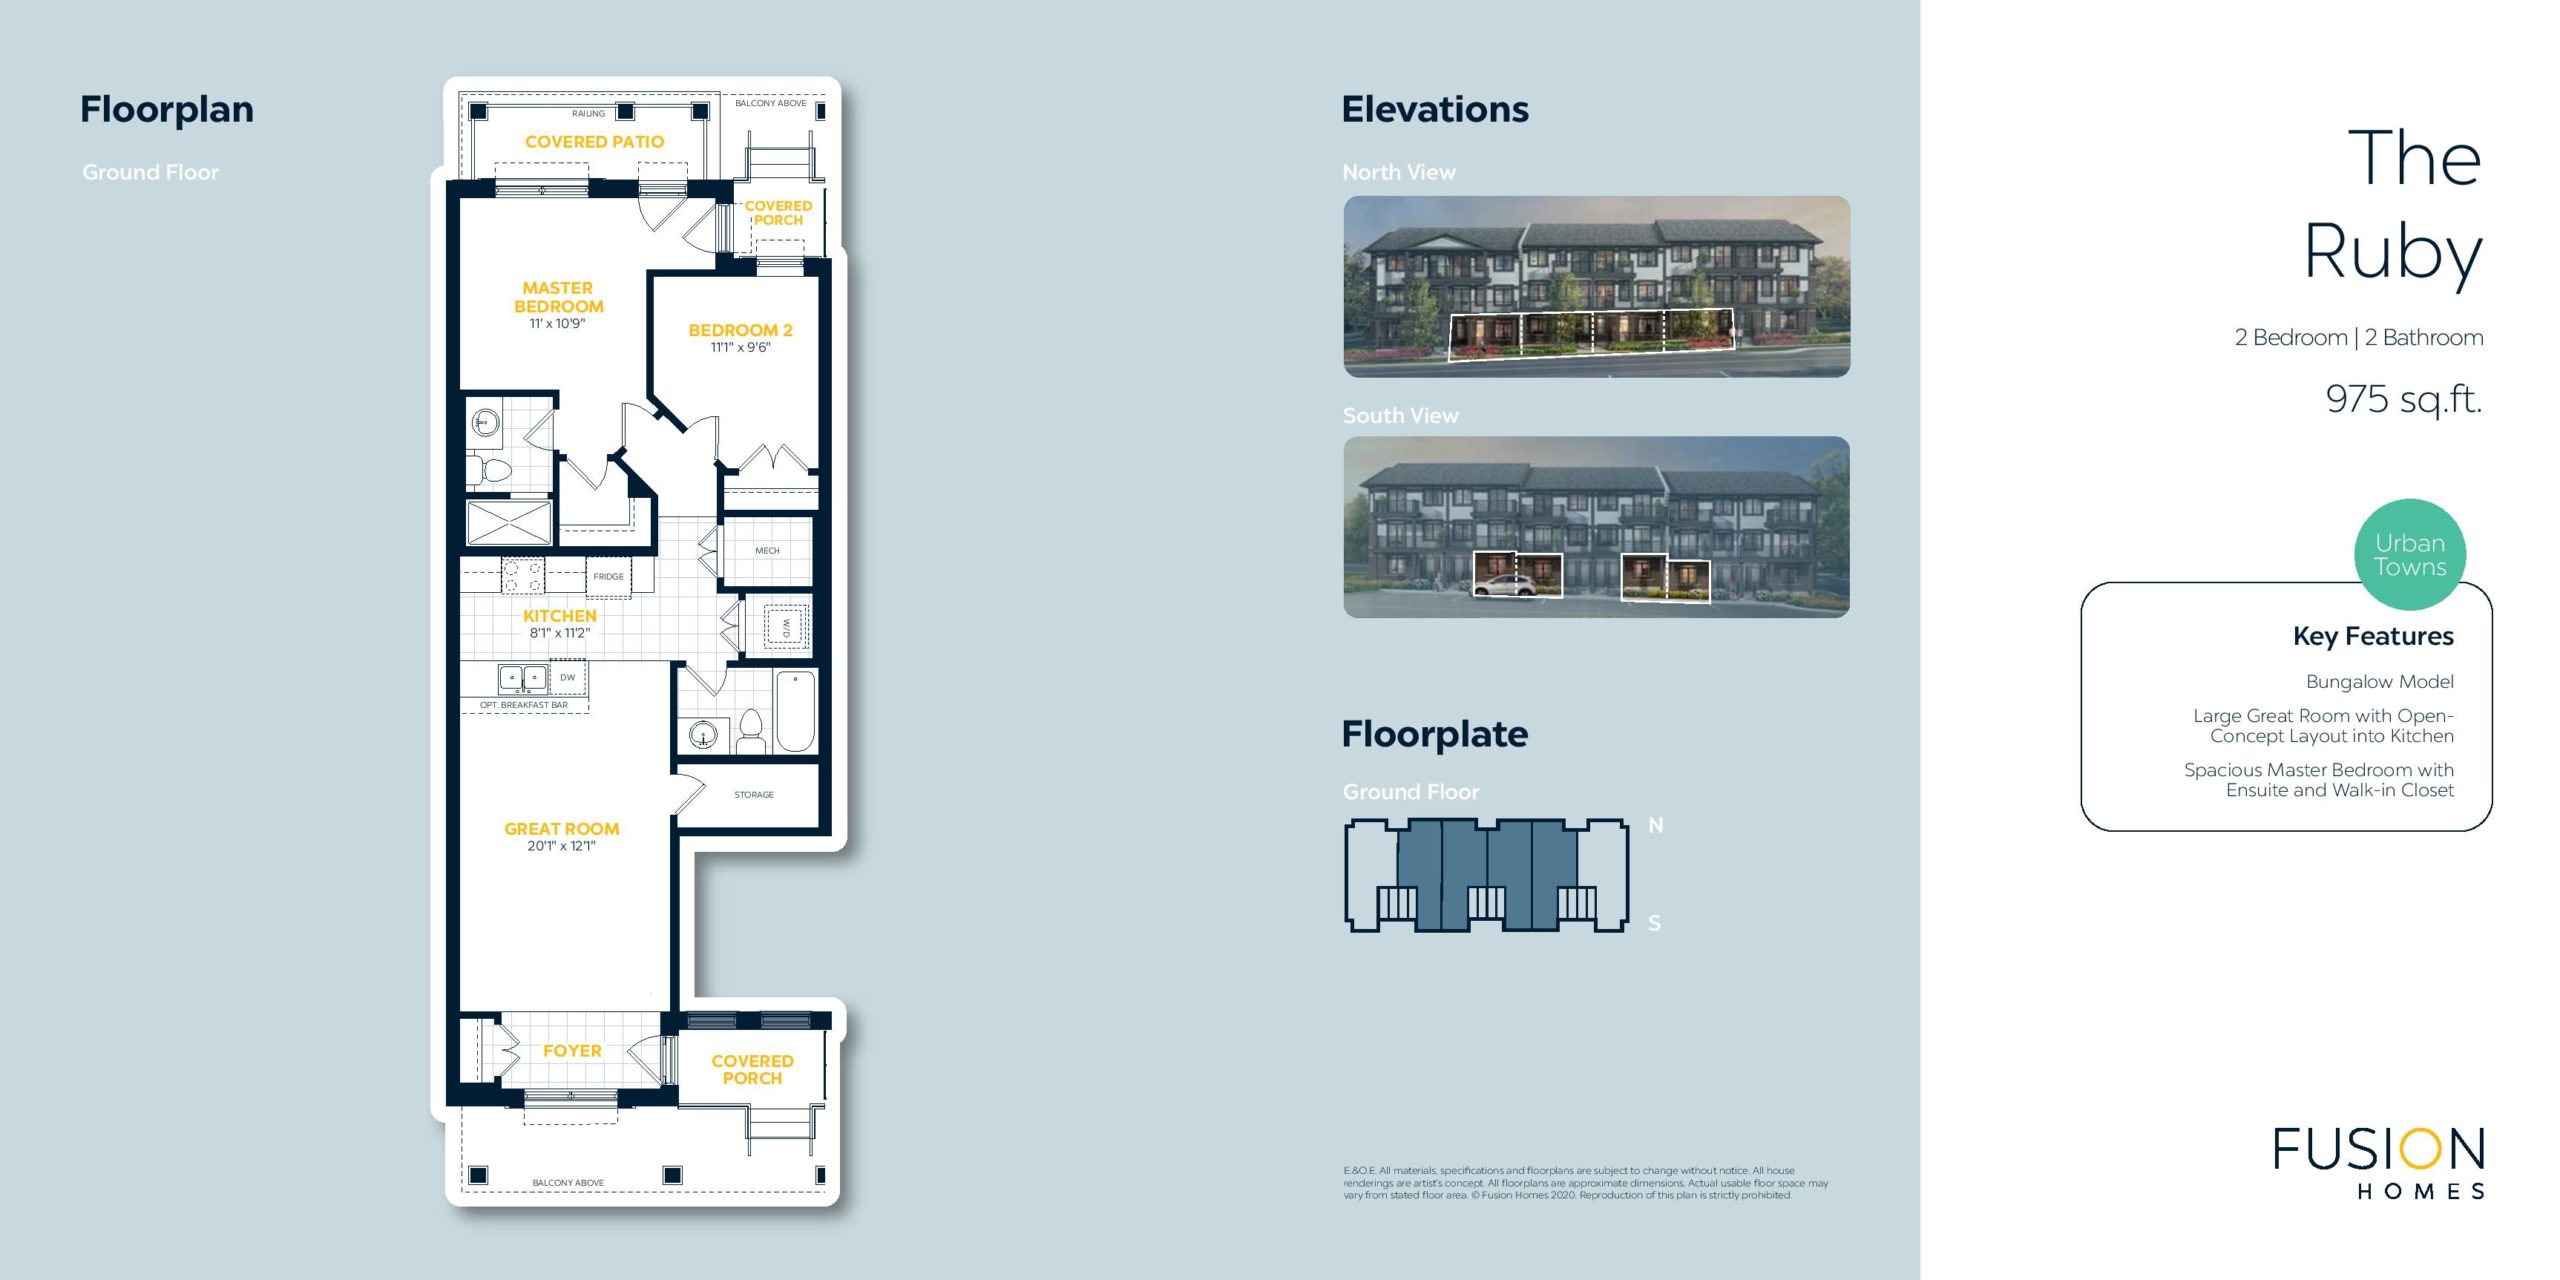 Floorplan
Ground Floor
RAILING
BALCONY ABOVE
COVERED PATIO
COVERED
PORCH
MASTER
BEDROOM
11' x 10'9"
BEDROOM 2
11'1" x 9'6"
MECH
FRIDGE
KITCHEN
8'1" x 11'2"
W/D
DW
OPT. BREAKFAST BAR
STORAGE
GREAT ROOM
20'1" x 12'1"
FOYER
COVERED
PORCH
BALCONY ABOVE
Elevations
North View
South View
Floorplate
Ground Floor
N
S
E.&O.E. All materials, specifications and floorplans are subject to change without notice. All house
renderings are artist's concept. All floorplans are approximate dimensions. Actual usable floor space may
vary from stated floor area. © Fusion Homes 2020. Reproduction of this plan is strictly prohibited.
The
Ruby
2 Bedroom | 2 Bathroom
975 sq.ft.
Urban
Towns
Key Features
Bungalow Model
Large Great Room with Open-
Concept Layout into Kitchen
Spacious Master Bedroom with
Ensuite and Walk-in Closet
FUSION
HOMES